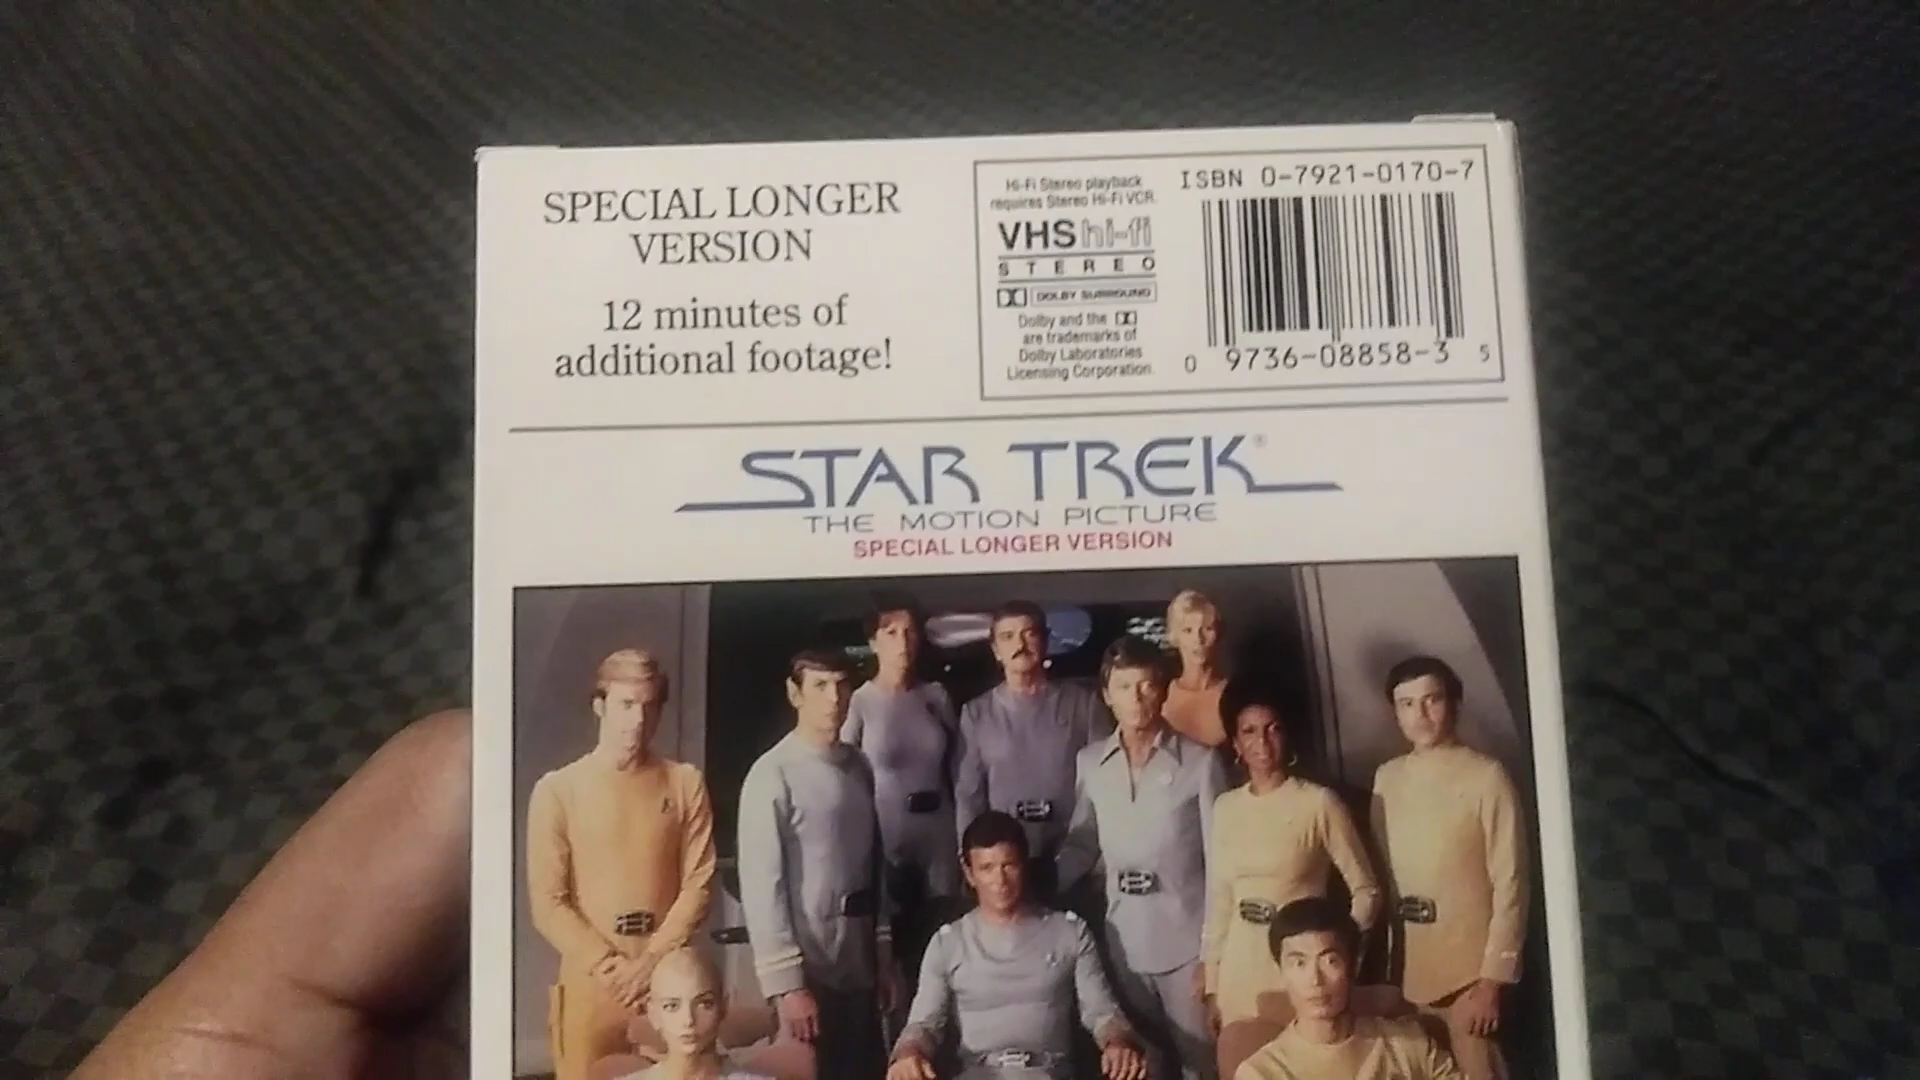 SPECIAL LONGER
VERSION
12 minutes of
additional footage!
Hi-Fi Stereo playback
requires Stereo Hi-Fi VCR.
VHS hi-fi
STEREO
DOLBY SURROUND
Dolby and the
are trademarks of
Dolby Laboratories
Licensing Corporation.
ISBN 0-7921-0170-7
0 9736-08858-3 5
STAR TREK®
THE MOTION PICTURE
SPECIAL LONGER VERSION